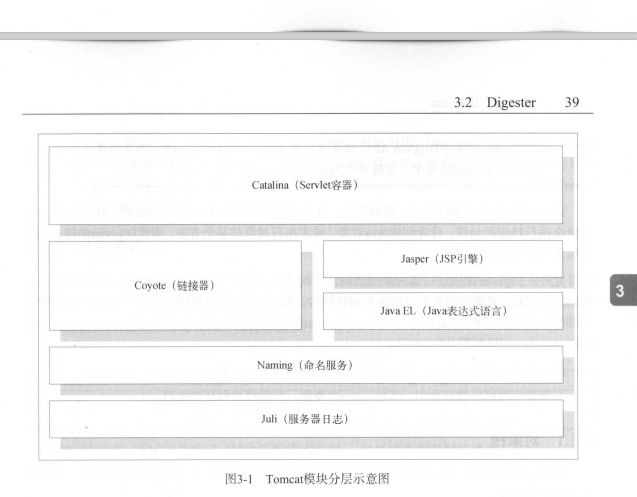 3.2 Digester 39
Catalina（Servlet容器）
Coyote（链接器）
Jasper（JSP引擎）
Java EL（Java表达式语言）
3
Naming（命名服务）
Juli（服务器日志）
图3-1 Tomcat模块分层示意图